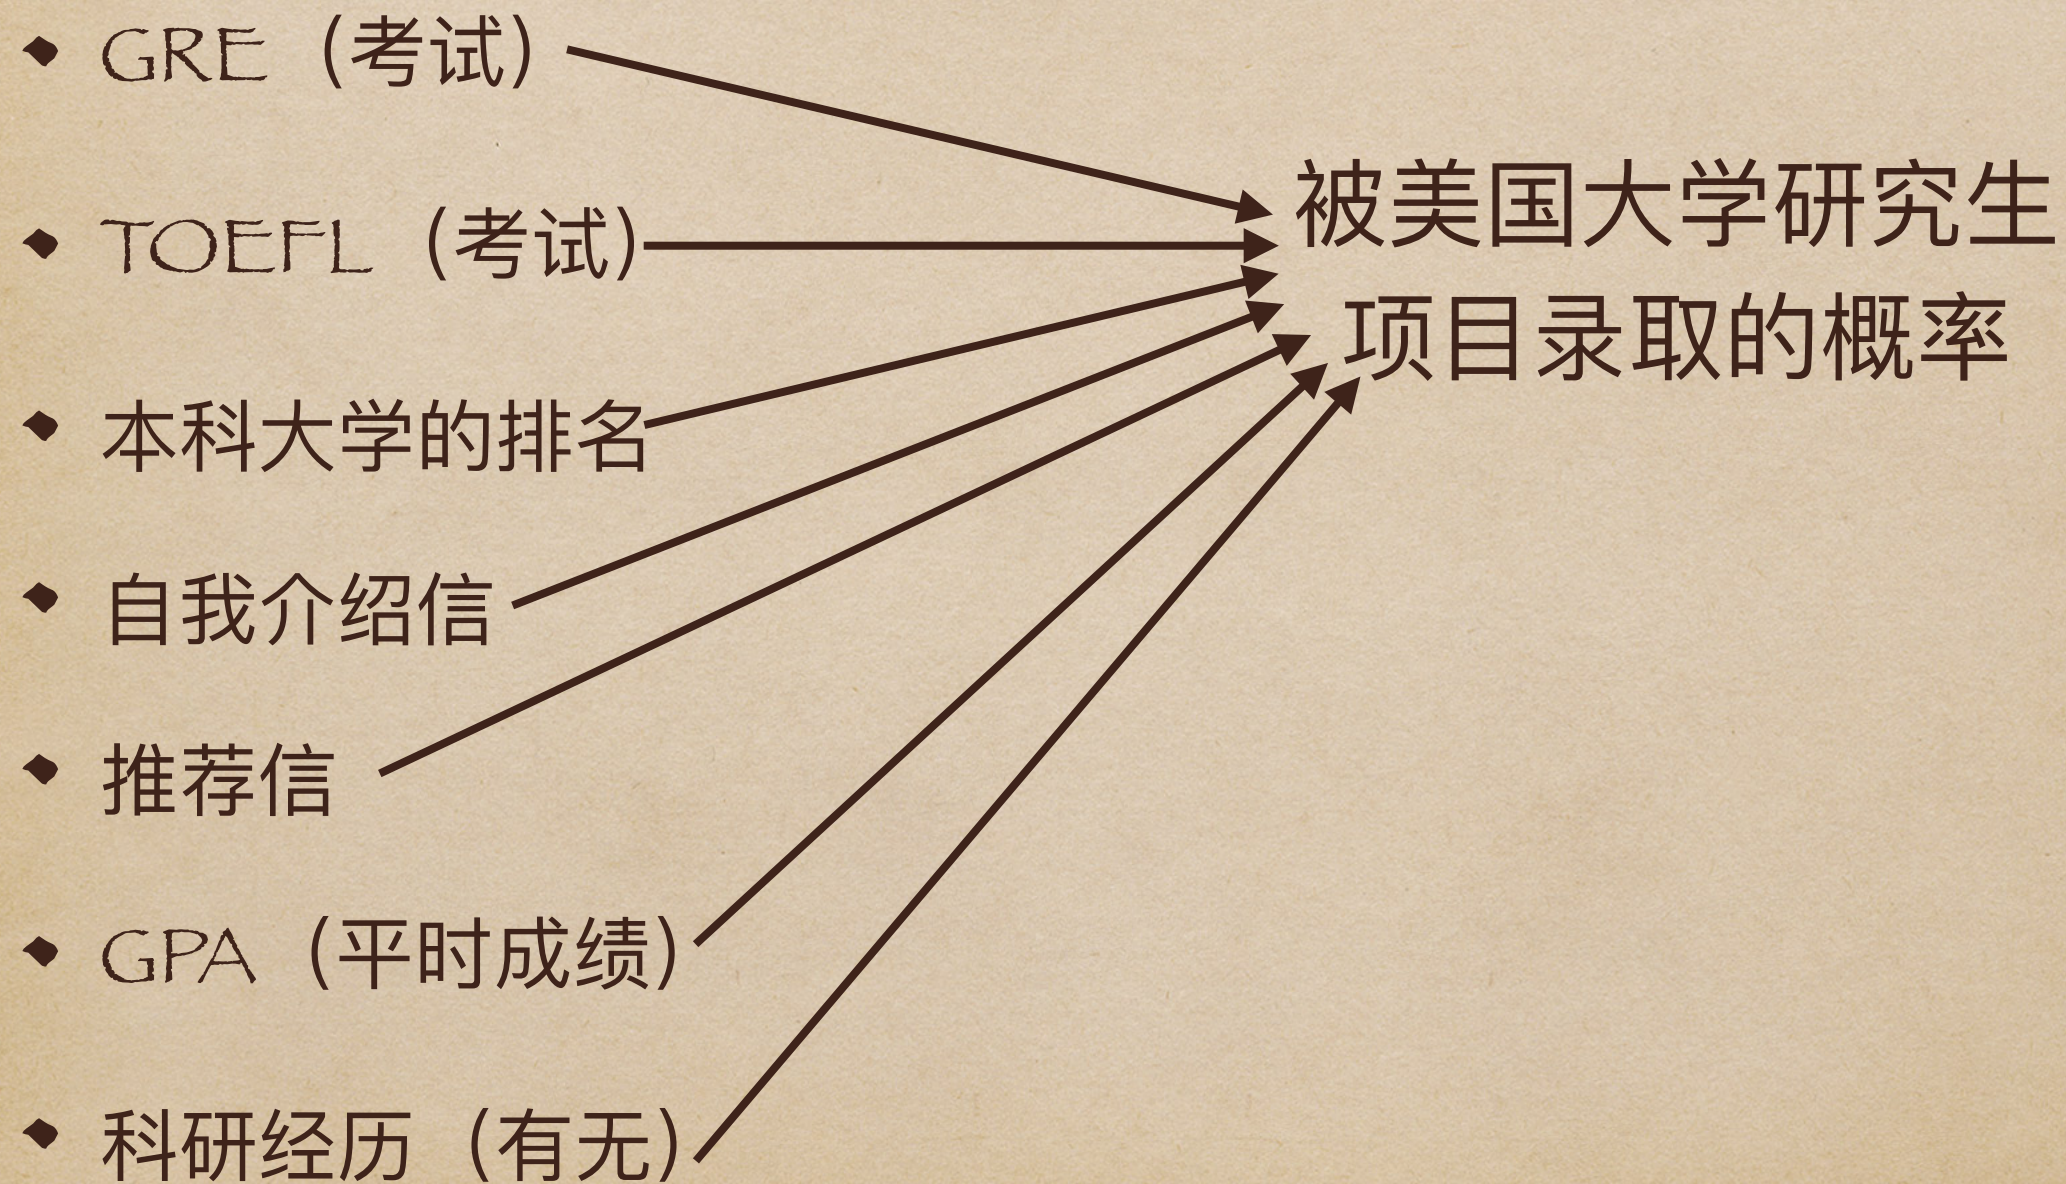 GRE（考试）
TOEFL（考试）
本科大学的排名
自我介绍信
推荐信
GPA（平时成绩）
科研经历（有无）
被美国大学研究生
项目录取的概率